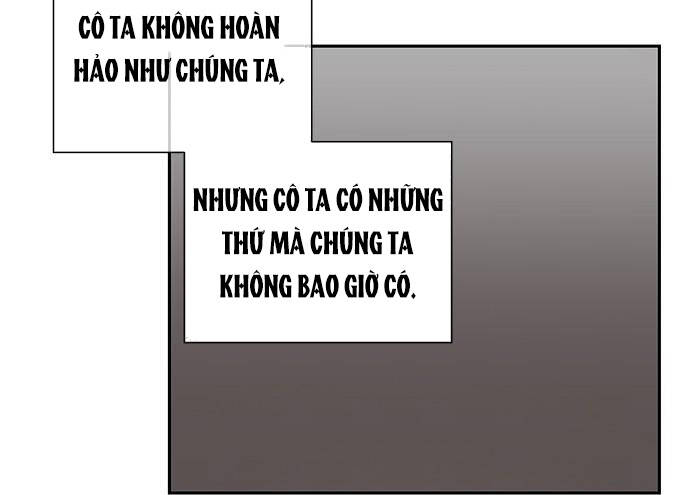 CÔ TA KHÔNG HOÀN
HẢO NHƯ CHÚNG TA,
NHƯNG CÔ TA CÓ NHỮNG
THỨ MÀ CHÚNG TA
KHÔNG BAO GIỜ CÓ.